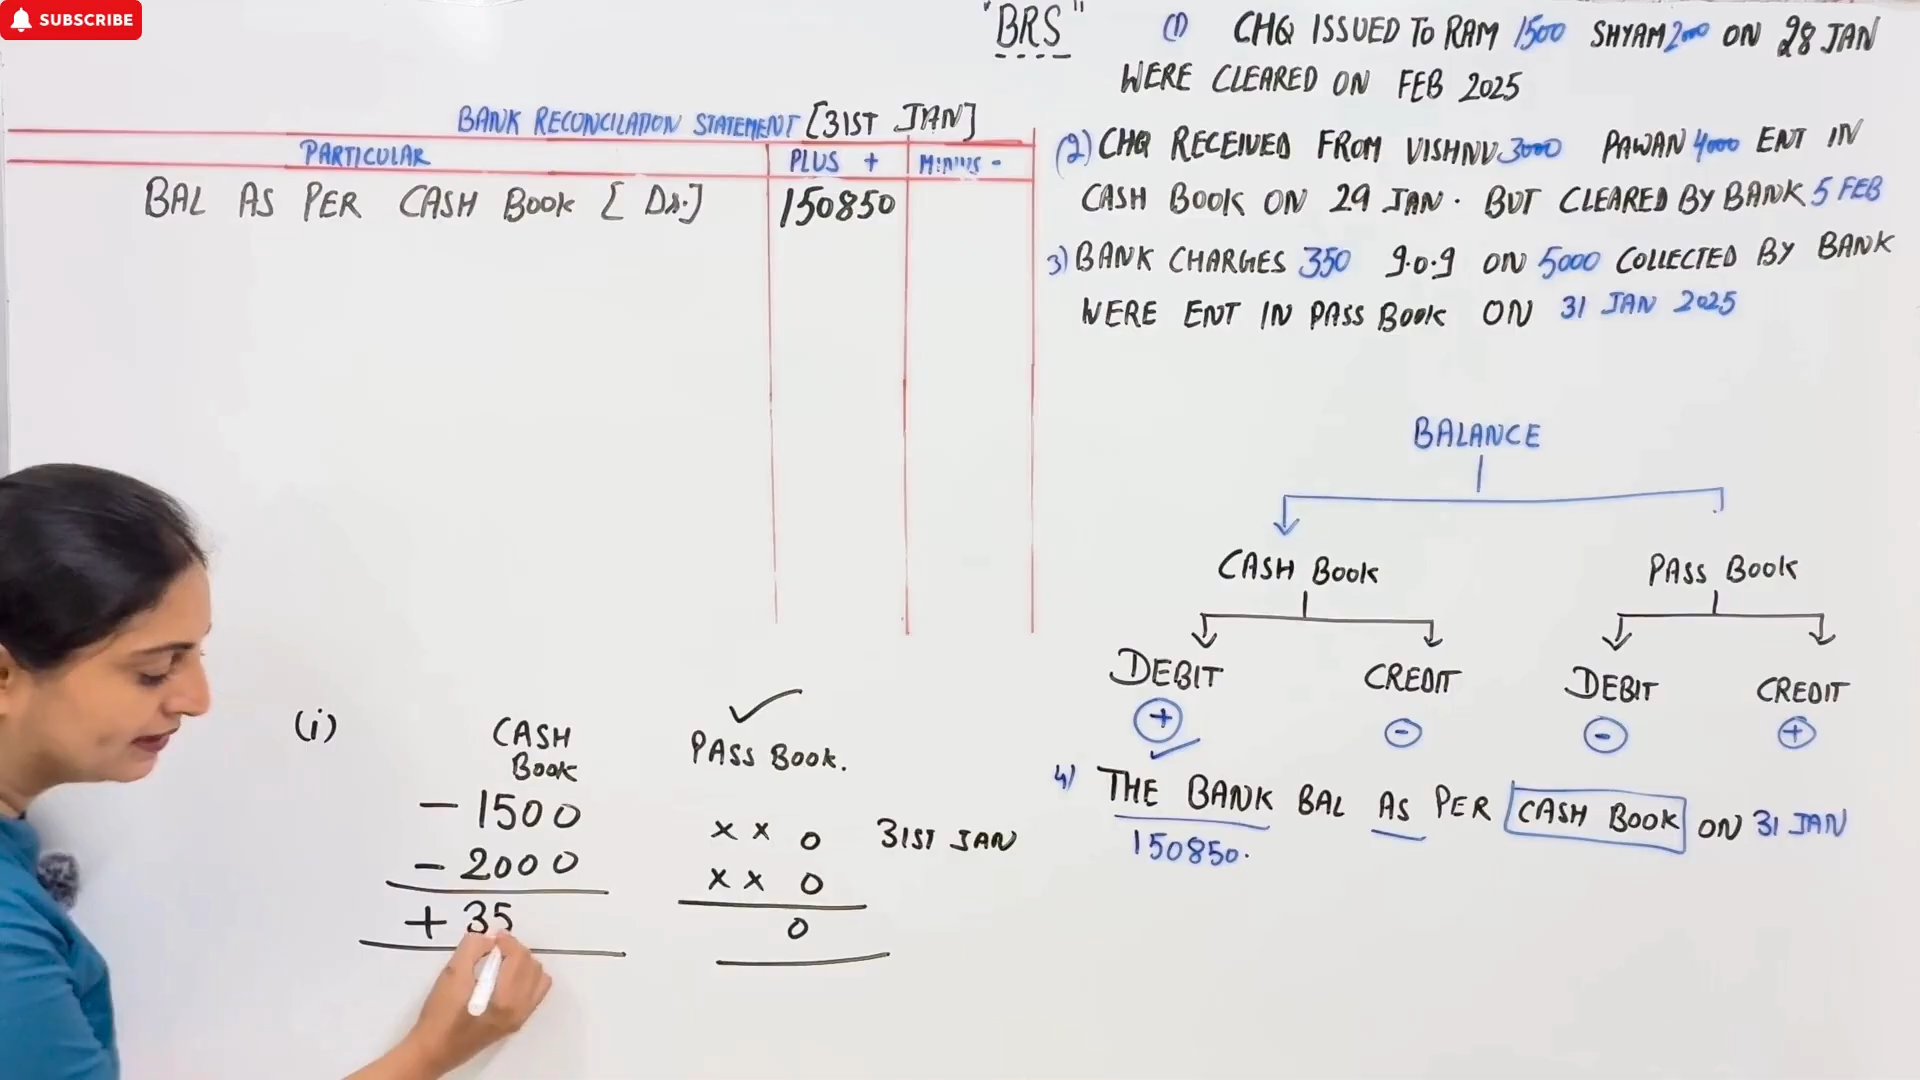 SUBSCRIBE
"BRS"
BANK RECONCILATION STATEMENT [31ST JAN]
PARTICULAR PLUS + MINUS -
BAL AS PER CASH BOOK [Dr.] 150850
(1) CHQ ISSUED TO RAM 1500 SHYAM 2000 ON 28 JAN
WERE CLEARED ON FEB 2025
(2) CHQ RECEIVED FROM VISHNU 3000 PAWAN 4000 ENT IN
CASH BOOK ON 29 JAN. BUT CLEARED BY BANK 5 FEB
3) BANK CHARGES 350 I.O.I ON 5000 COLLECTED BY BANK
WERE ENT IN PASS BOOK ON 31 JAN 2025
BALANCE
CASH BOOK PASS BOOK
DEBIT CREDIT DEBIT CREDIT
+ - - +
4) THE BANK BAL AS PER CASH BOOK ON 31 JAN
150850.
(i) CASH BOOK PASS BOOK.
- 1500 x x 0 31ST JAN
- 2000 x x 0
+ 35 0